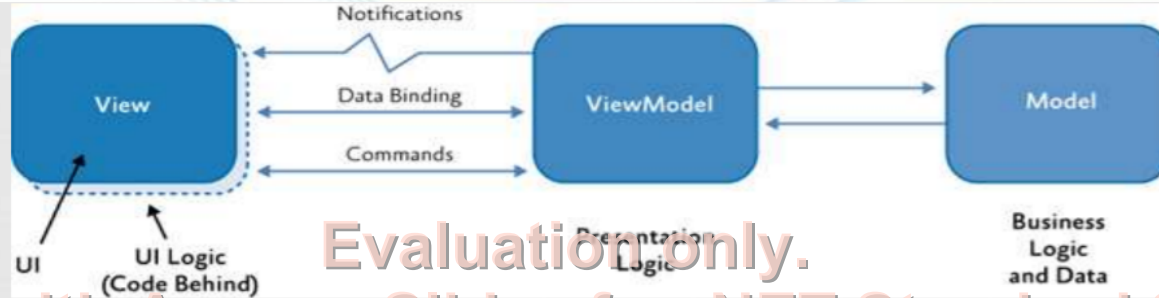 Notifications
View
Data Binding
ViewModel
Model
Commands
UI
UI Logic
(Code Behind)
Presentation
Logic
Business
Logic
and Data
Evaluation only.